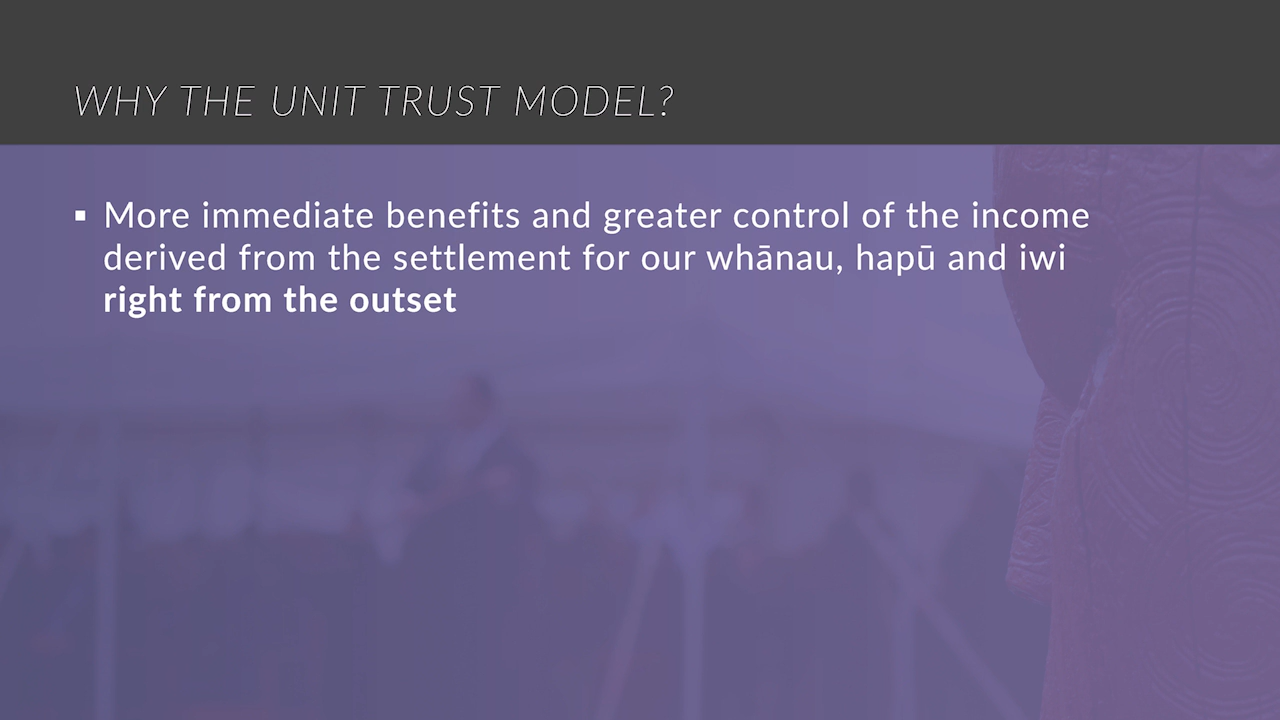 WHY THE UNIT TRUST MODEL?
▪ More immediate benefits and greater control of the income
derived from the settlement for our whānau, hapū and iwi
right from the outset